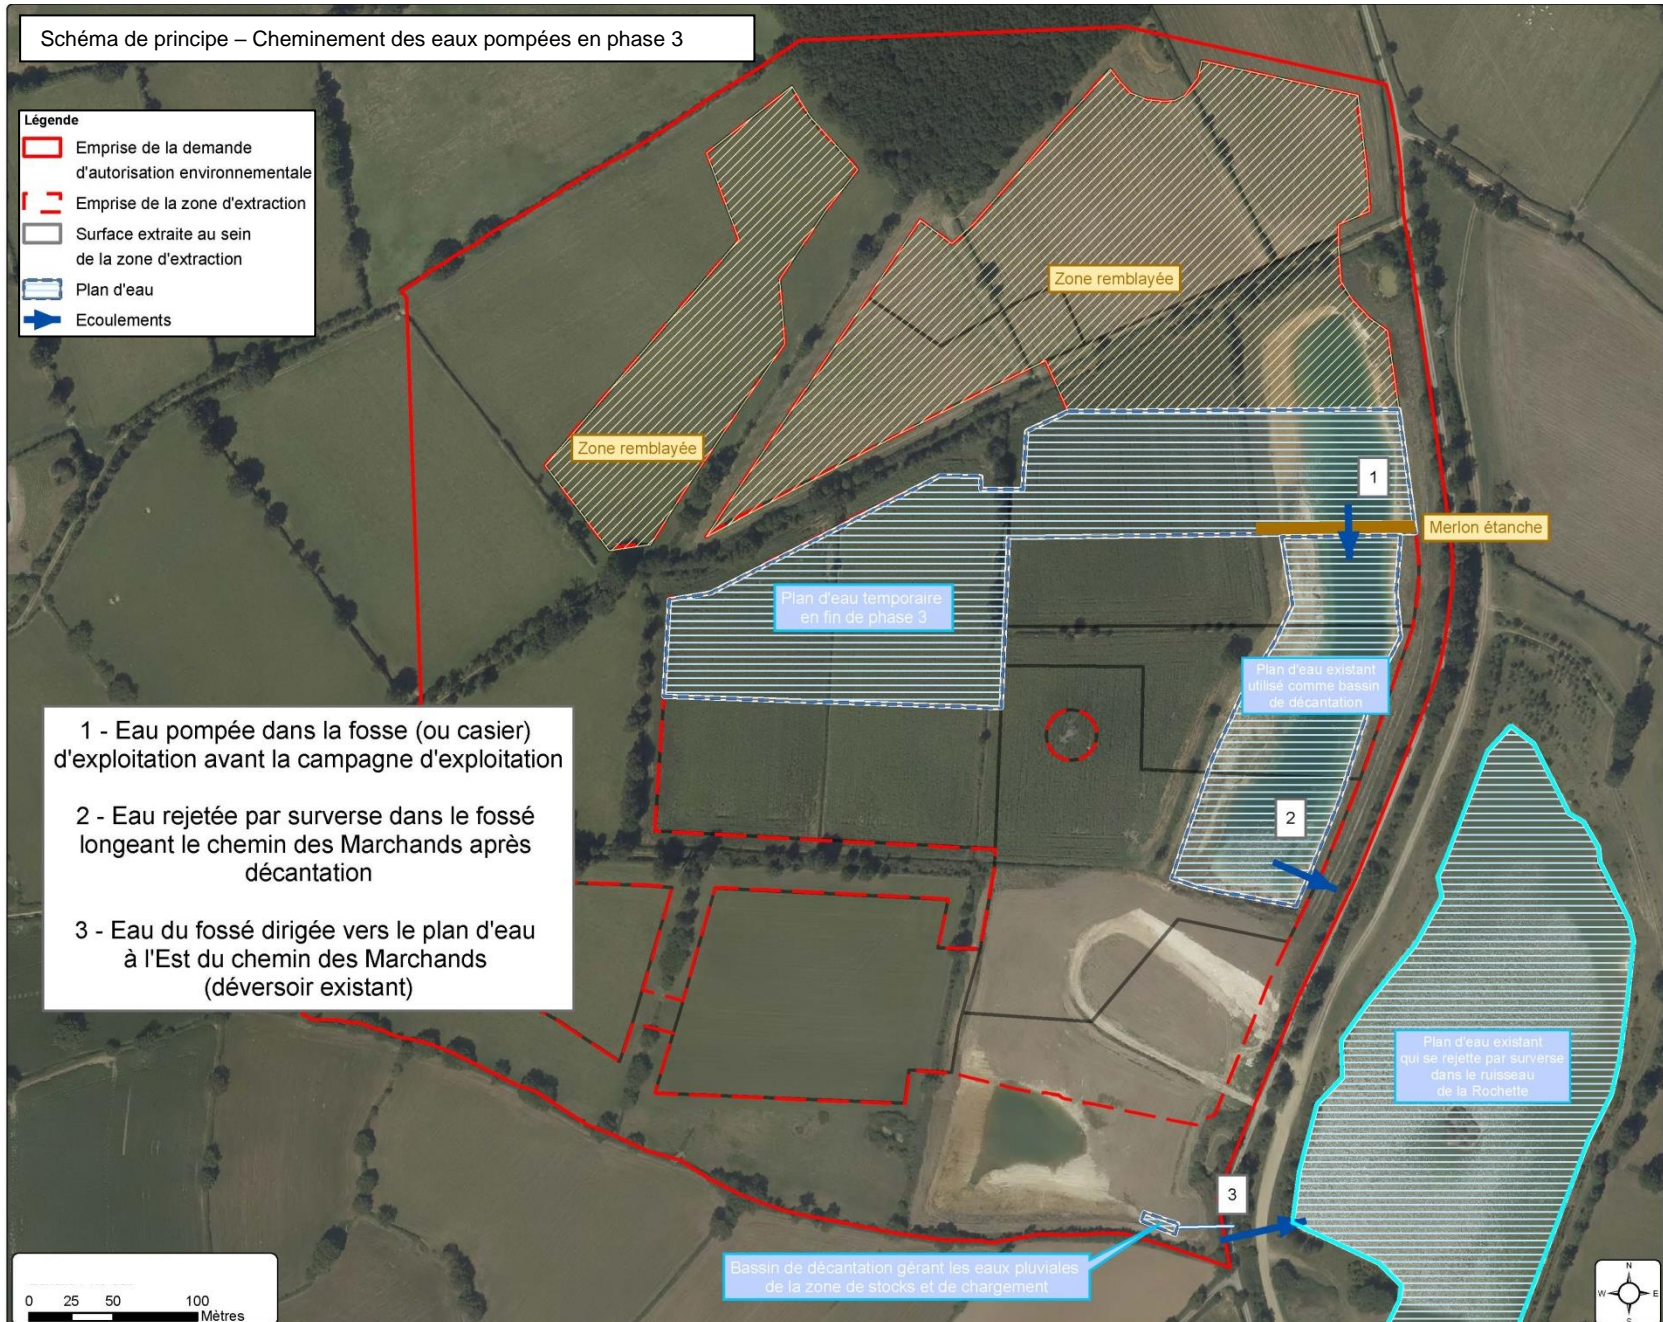 Schéma de principe – Cheminement des eaux pompées en phase 3
Légende
Emprise de la demande
d'autorisation environnementale
Emprise de la zone d'extraction
Surface extraite au sein
de la zone d'extraction
Plan d'eau
Ecoulements
Zone remblayée
Zone remblayée
1
Merlon étanche
Plan d'eau temporaire
en fin de phase 3
Plan d'eau existant
utilisé comme bassin
de décantation
1 - Eau pompée dans la fosse (ou casier)
d'exploitation avant la campagne d'exploitation
2 - Eau rejetée par surverse dans le fossé
longeant le chemin des Marchands après
décantation
3 - Eau du fossé dirigée vers le plan d'eau
à l'Est du chemin des Marchands
(déversoir existant)
2
Plan d'eau existant
qui se rejette par surverse
dans le ruisseau
de la Rochette
3
Bassin de décantation gérant les eaux pluviales
de la zone de stocks et de chargement
0 25 50 100
Mètres
N
W E
S